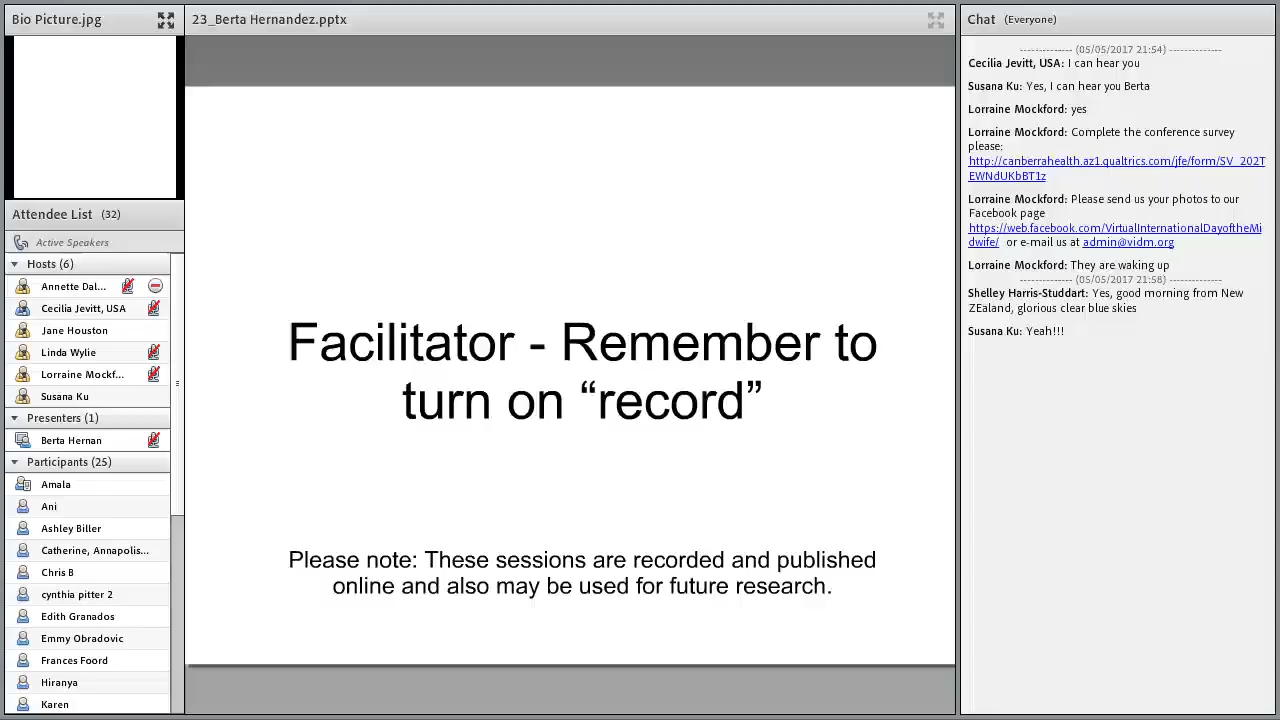 Bio Picture.jpg
23_Berta Hernandez.pptx
Chat (Everyone)
Attendee List (32)
Active Speakers
Hosts (6)
Annette Dal...
Cecilia Jevitt, USA
Jane Houston
Linda Wylie
Lorraine Mockf...
Susana Ku
Presenters (1)
Berta Hernan
Participants (25)
Amala
Ani
Ashley Biller
Catherine, Annapolis...
Chris B
cynthia pitter 2
Edith Granados
Emmy Obradovic
Frances Foord
Hiranya
Karen
Facilitator - Remember to
turn on “record”
Please note: These sessions are recorded and published
online and also may be used for future research.
-------------- (05/05/2017 21:54) --------------
Cecilia Jevitt, USA: I can hear you
Susana Ku: Yes, I can hear you Berta
Lorraine Mockford: yes
Lorraine Mockford: Complete the conference survey
please:
http://canberrahealth.az1.qualtrics.com/jfe/form/SV_202T
EWNdUKbBT1z
Lorraine Mockford: Please send us your photos to our
Facebook page
https://web.facebook.com/VirtualInternationalDayoftheMi
dwife/ or e-mail us at admin@vidm.org
Lorraine Mockford: They are waking up
-------------- (05/05/2017 21:58) --------------
Shelley Harris-Studdart: Yes, good morning from New
ZEaland, glorious clear blue skies
Susana Ku: Yeah!!!